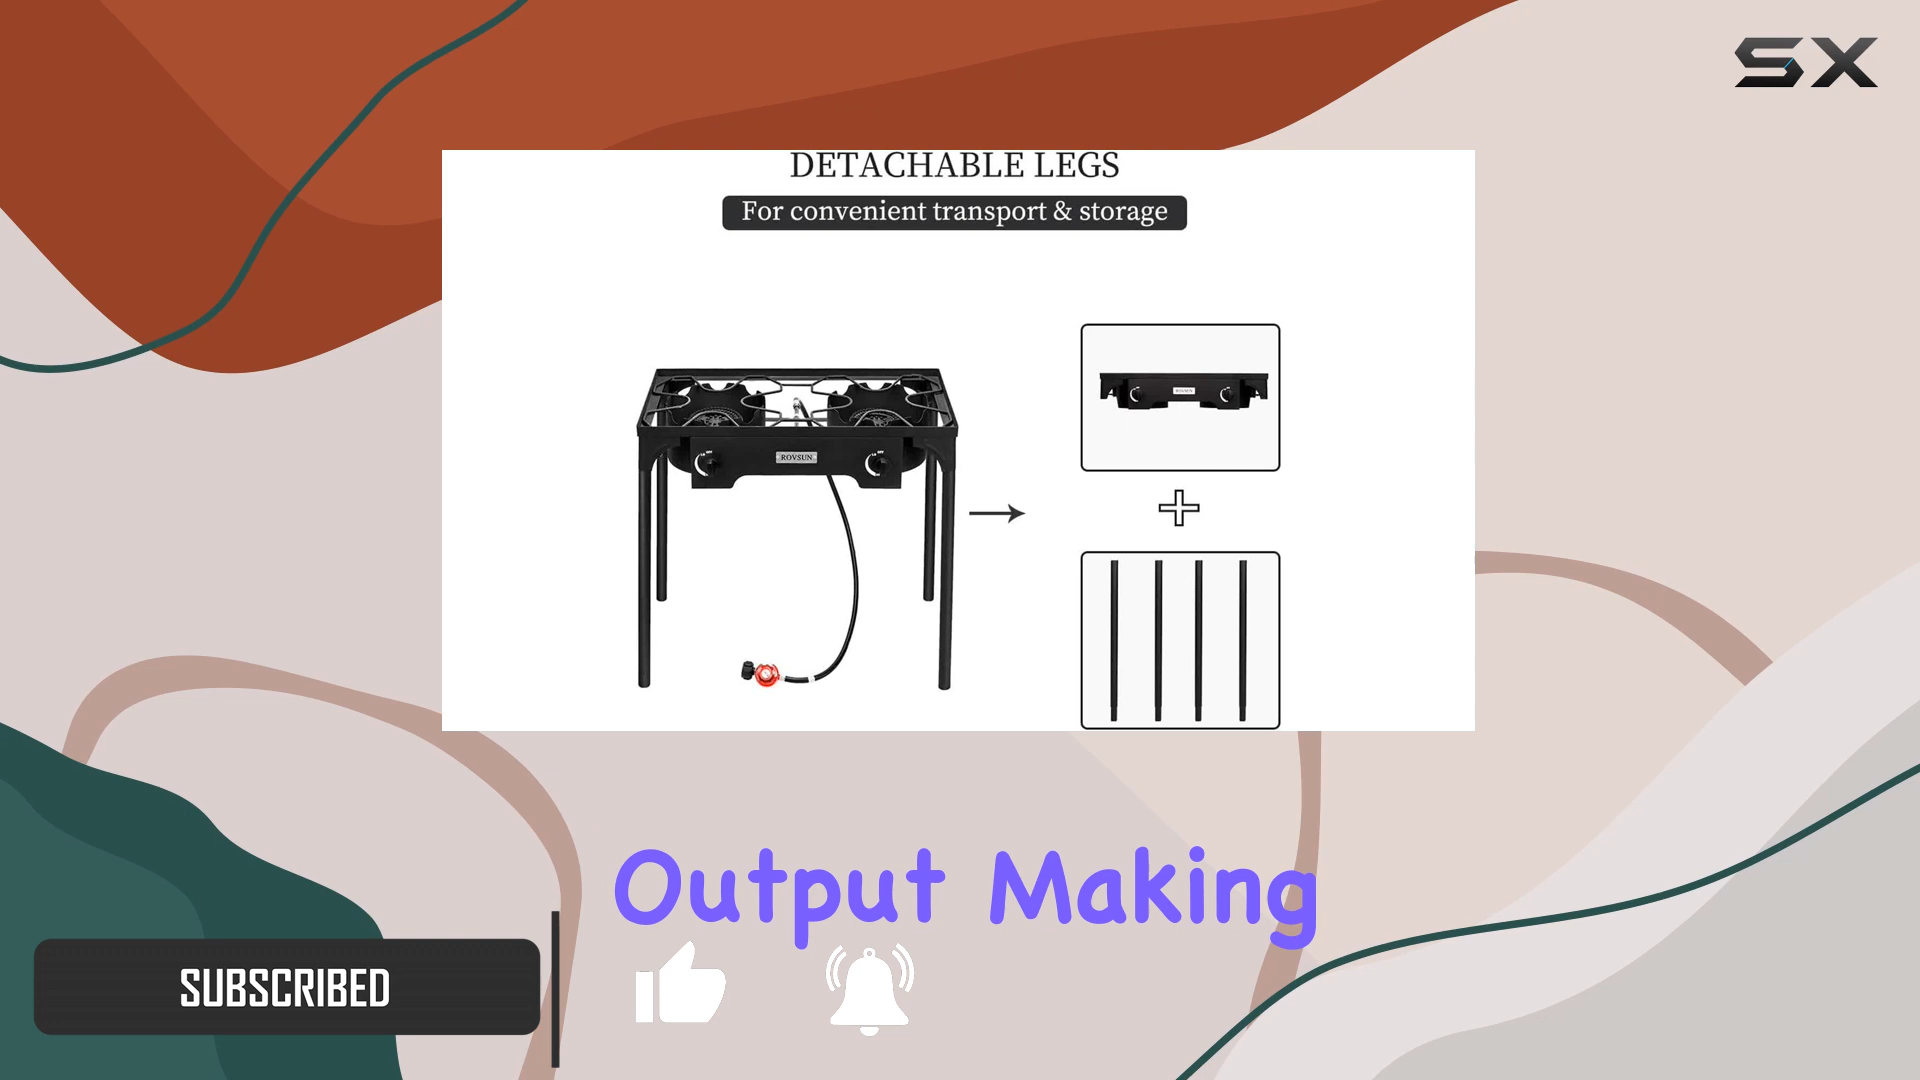 SX
DETACHABLE LEGS
For convenient transport & storage
ROVSUN
Output Making
SUBSCRIBED